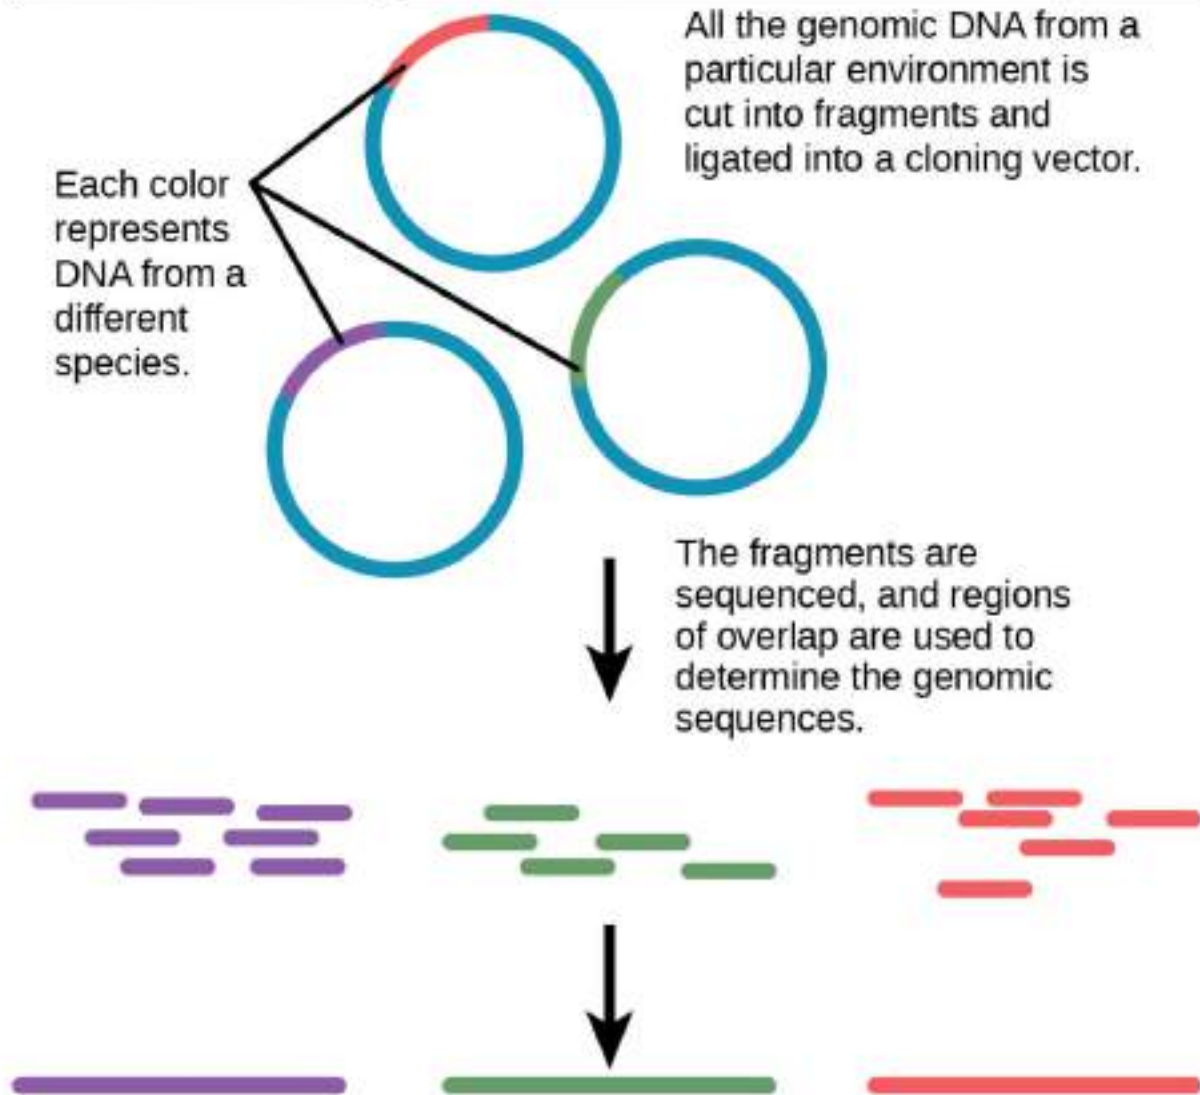 All the genomic DNA from a
particular environment is
cut into fragments and
ligated into a cloning vector.
Each color
represents
DNA from a
different
species.
The fragments are
sequenced, and regions
of overlap are used to
determine the genomic
sequences.